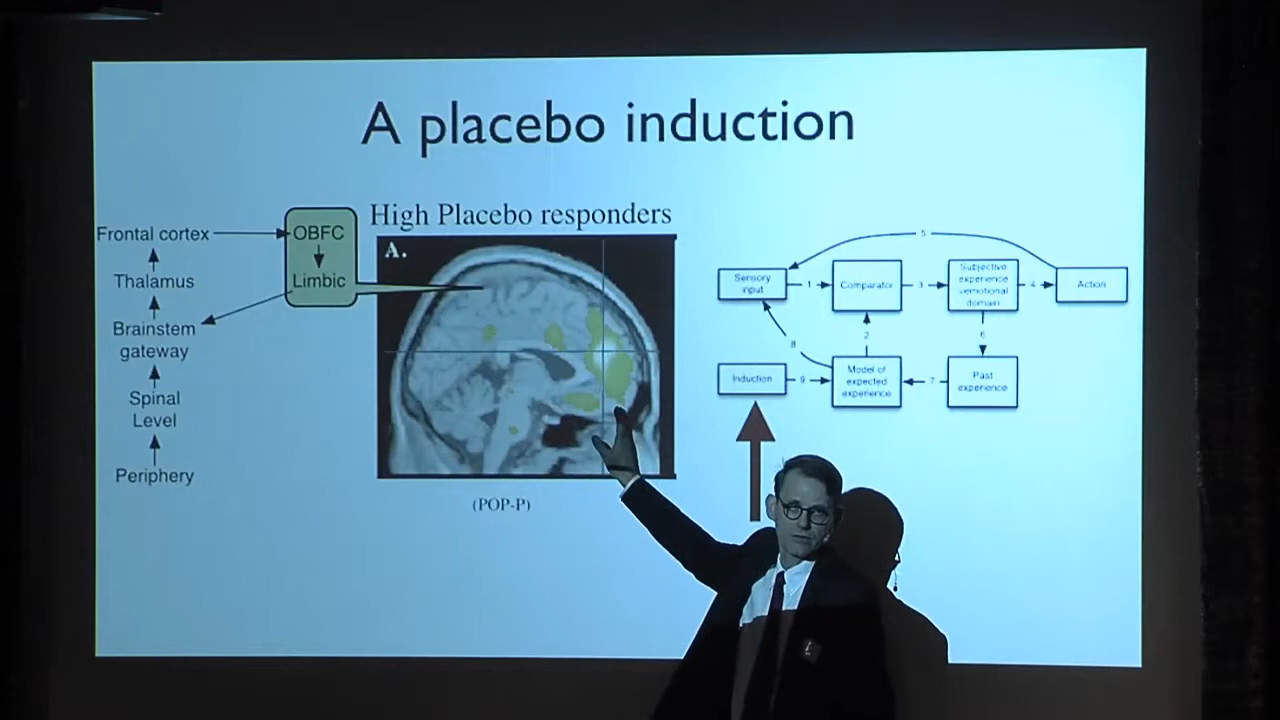 A placebo induction
Frontal cortex
Thalamus
Brainstem
gateway
Spinal
Level
Periphery
OBFC
Limbic
High Placebo responders
A.
(POP-P)
5
Sensory
input
1
Comparator
3
Subjective
experience
-emotional
domain
4
Action
8
2
6
Induction
9
Model of
expected
experience
7
Past
experience